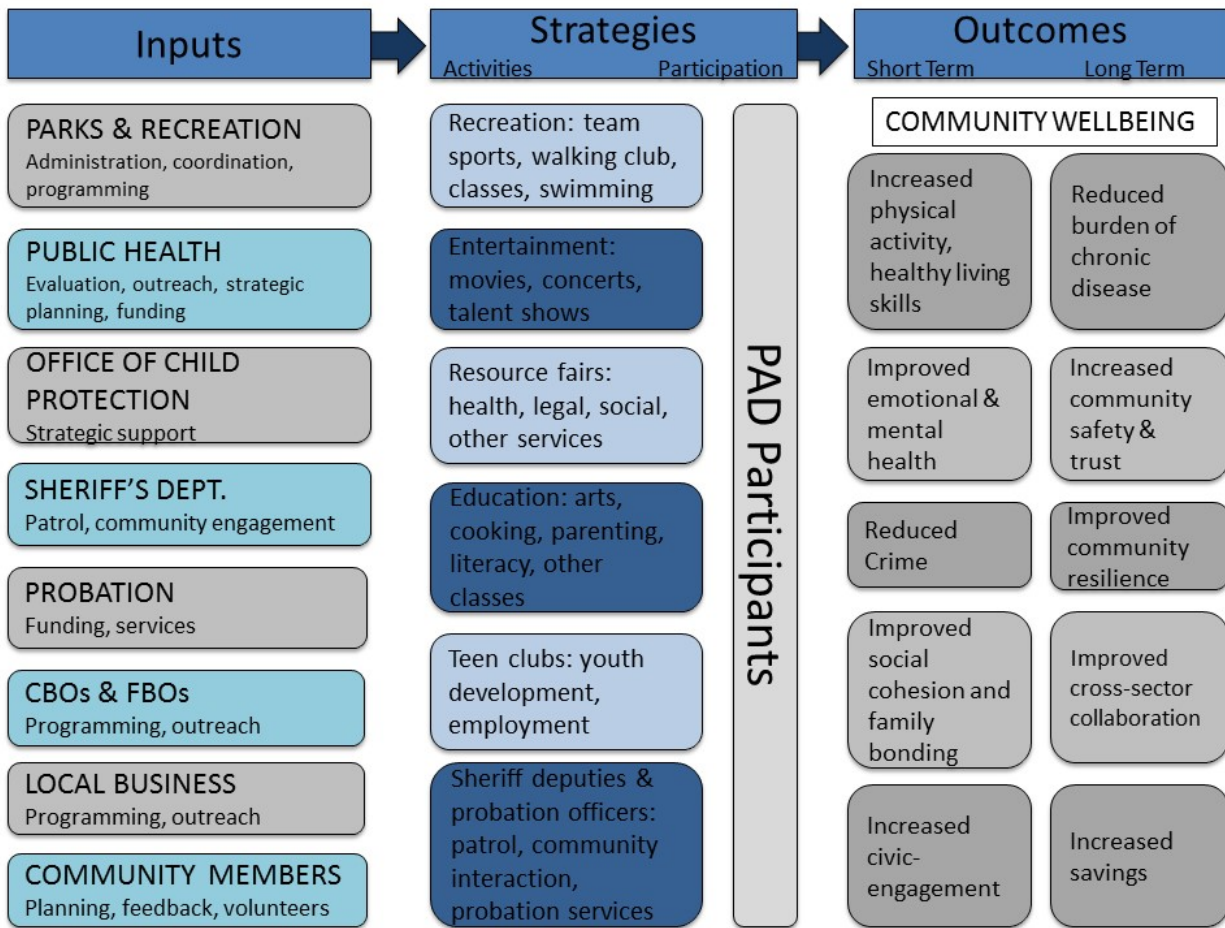 Inputs
PARKS & RECREATION
Administration, coordination,
programming
PUBLIC HEALTH
Evaluation, outreach, strategic
planning, funding
OFFICE OF CHILD
PROTECTION
Strategic support
SHERIFF'S DEPT.
Patrol, community engagement
PROBATION
Funding, services
CBOs & FBOs
Programming, outreach
LOCAL BUSINESS
Programming, outreach
COMMUNITY MEMBERS
Planning, feedback, volunteers
Strategies
Activities
Participation
Recreation: team
sports, walking club,
classes, swimming
Entertainment:
movies, concerts,
talent shows
Resource fairs:
health, legal, social,
other services
Education: arts,
cooking, parenting,
literacy, other
classes
Teen clubs: youth
development,
employment
Sheriff deputies &
probation officers:
patrol, community
interaction,
probation services
PAD Participants
Outcomes
Short Term
Long Term
COMMUNITY WELLBEING
Increased
physical
activity,
healthy living
skills
Reduced
burden of
chronic
disease
Improved
emotional &
mental
health
Increased
community
safety &
trust
Reduced
Crime
Improved
community
resilience
Improved
social
cohesion and
family
bonding
Improved
cross-sector
collaboration
Increased
civic-
engagement
Increased
savings